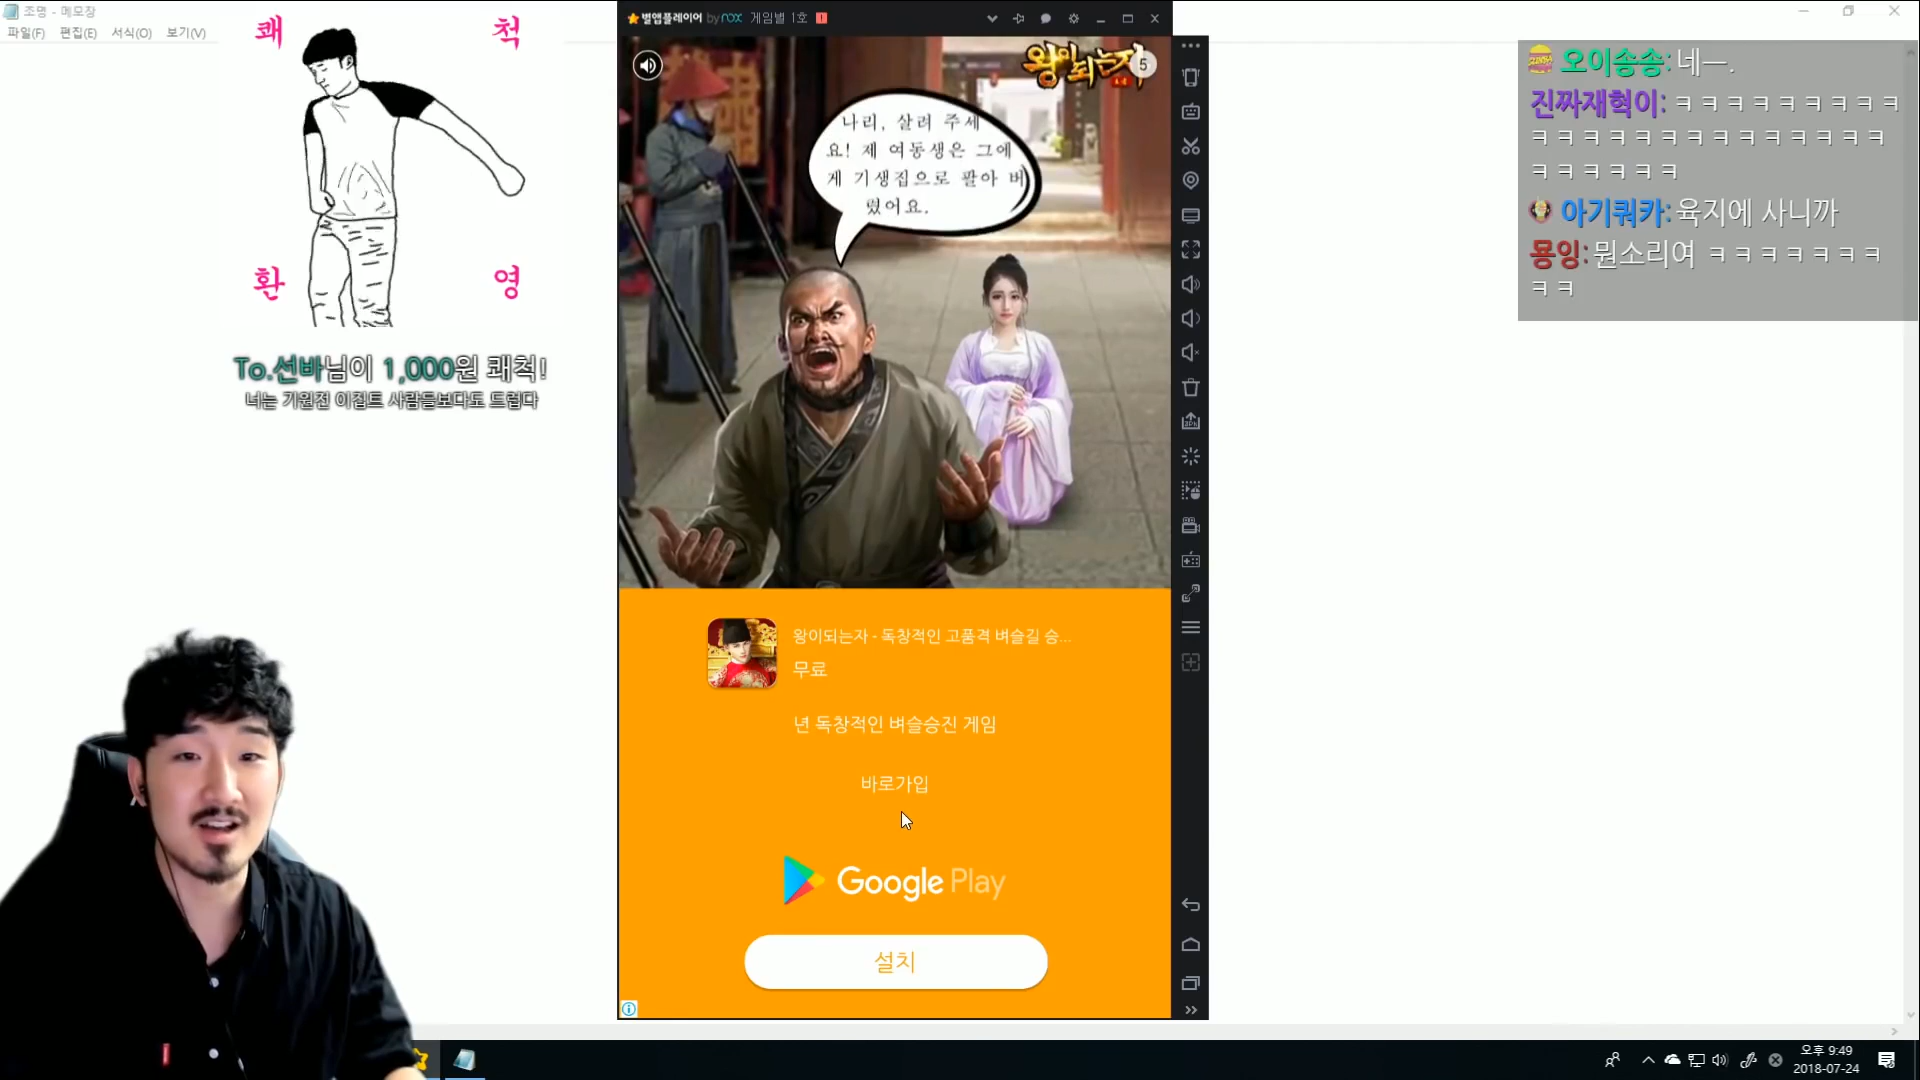 조명 - 메모장
파일(F) 편집(E) 서식(O) 보기(V)
쾌 척
환 영
To.선바님이 1,000원 쾌척!
너는 기원전 이집트 사람들보다도 드럽다
별앱플레이어 by nox 게임별 1호
왕이되는자
5
나리, 살려 주세
요! 제 여동생은 그에
게 기생집으로 팔아 버
렸어요.
왕이되는자 - 독창적인 고품격 벼슬길 승...
무료
년 독창적인 벼슬승진 게임
바로가입
Google Play
설치
오이송송: 네ㅡ.
진짜재혁이: ㅋㅋㅋㅋㅋㅋㅋㅋㅋ
ㅋㅋㅋㅋㅋㅋㅋㅋㅋㅋㅋㅋㅋㅋ
ㅋㅋㅋㅋㅋㅋ
아기쿼카: 육지에 사니까
묭잉: 뭔소리여 ㅋㅋㅋㅋㅋㅋㅋ
ㅋㅋ
오후 9:49
2018-07-24